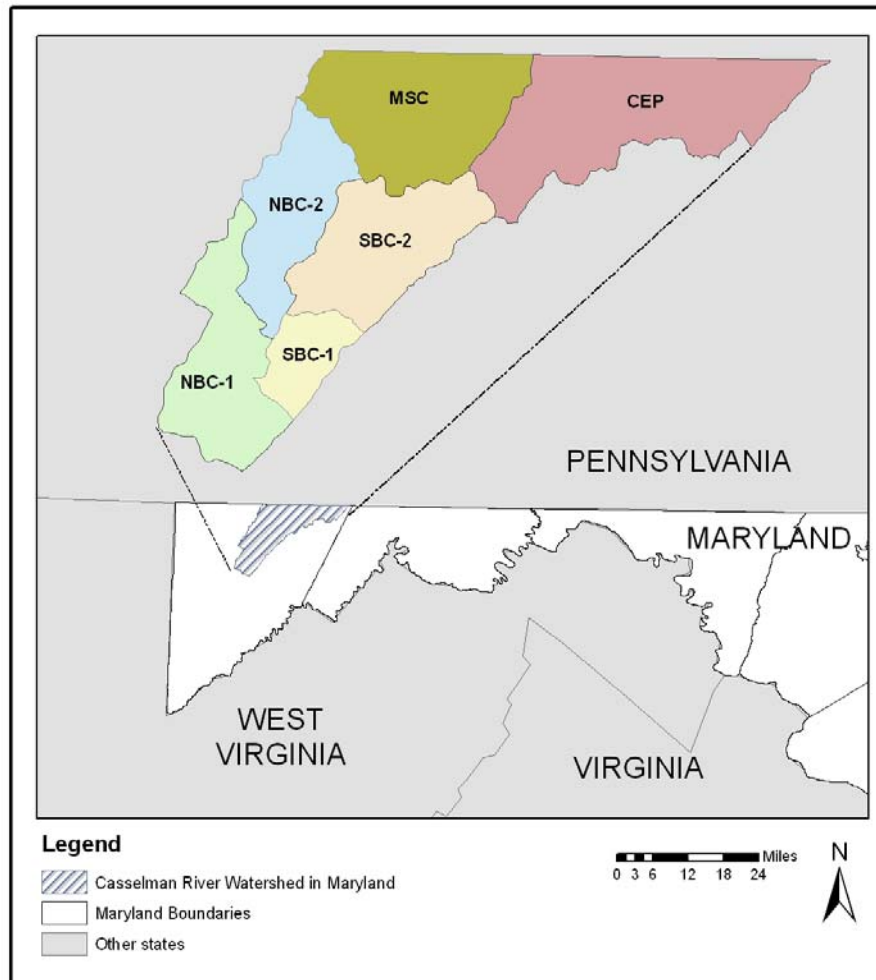 MSC
CEP
NBC-2
SBC-2
SBC-1
NBC-1
PENNSYLVANIA
MARYLAND
WEST
VIRGINIA
VIRGINIA
Legend
Casselman River Watershed in Maryland
Maryland Boundaries
Other states
Miles
0 3 6 12 18 24
N